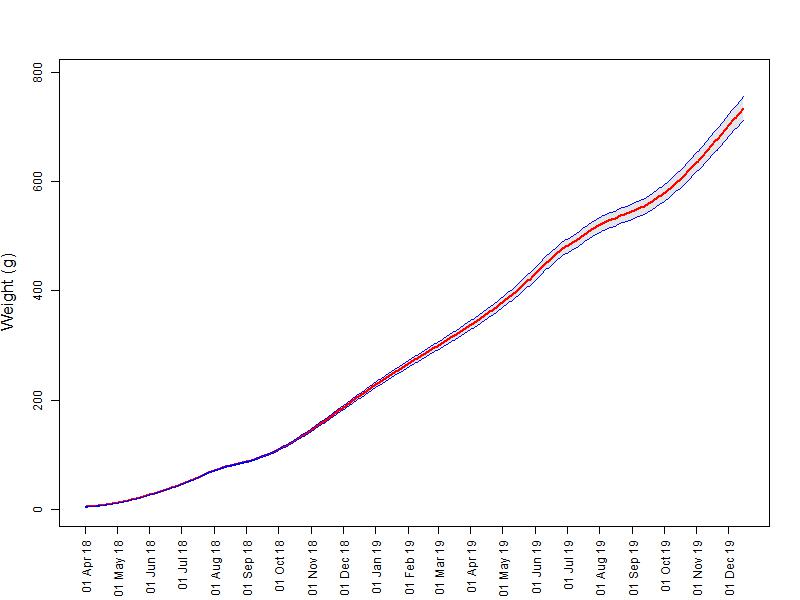 800
600
400
200
0
Weight (g)
01 Apr 18
01 May 18
01 Jun 18
01 Jul 18
01 Aug 18
01 Sep 18
01 Oct 18
01 Nov 18
01 Dec 18
01 Jan 19
01 Feb 19
01 Mar 19
01 Apr 19
01 May 19
01 Jun 19
01 Jul 19
01 Aug 19
01 Sep 19
01 Oct 19
01 Nov 19
01 Dec 19